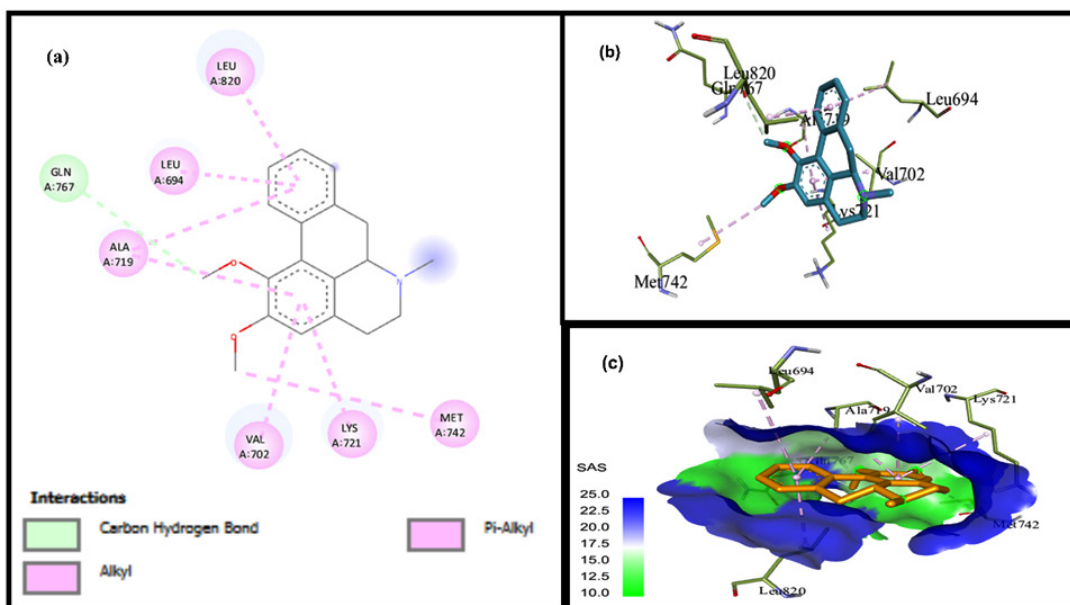 (a)
LEU
A:820
LEU
A:694
GLN
A:767
ALA
A:719
O
O
N
VAL
A:702
LYS
A:721
MET
A:742
Interactions
Carbon Hydrogen Bond
Pi-Alkyl
Alkyl
(b)
Leu820
Leu694
Val702
Lys721
Met742
(c)
Leu694
Val702
Lys721
Ala719
Met742
Leu820
SAS
25.0
22.5
20.0
17.5
15.0
12.5
10.0